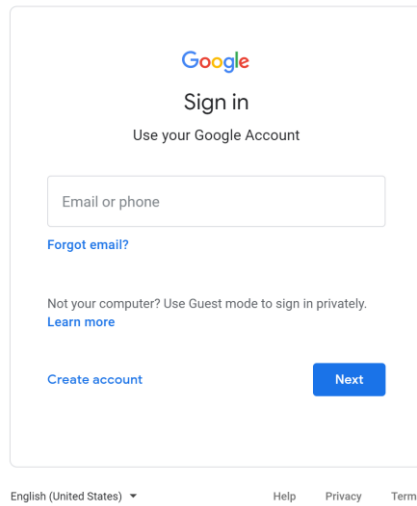 Google
Sign in
Use your Google Account
Email or phone
Forgot email?
Not your computer? Use Guest mode to sign in privately.
Learn more
Create account Next
English (United States) Help Privacy Term